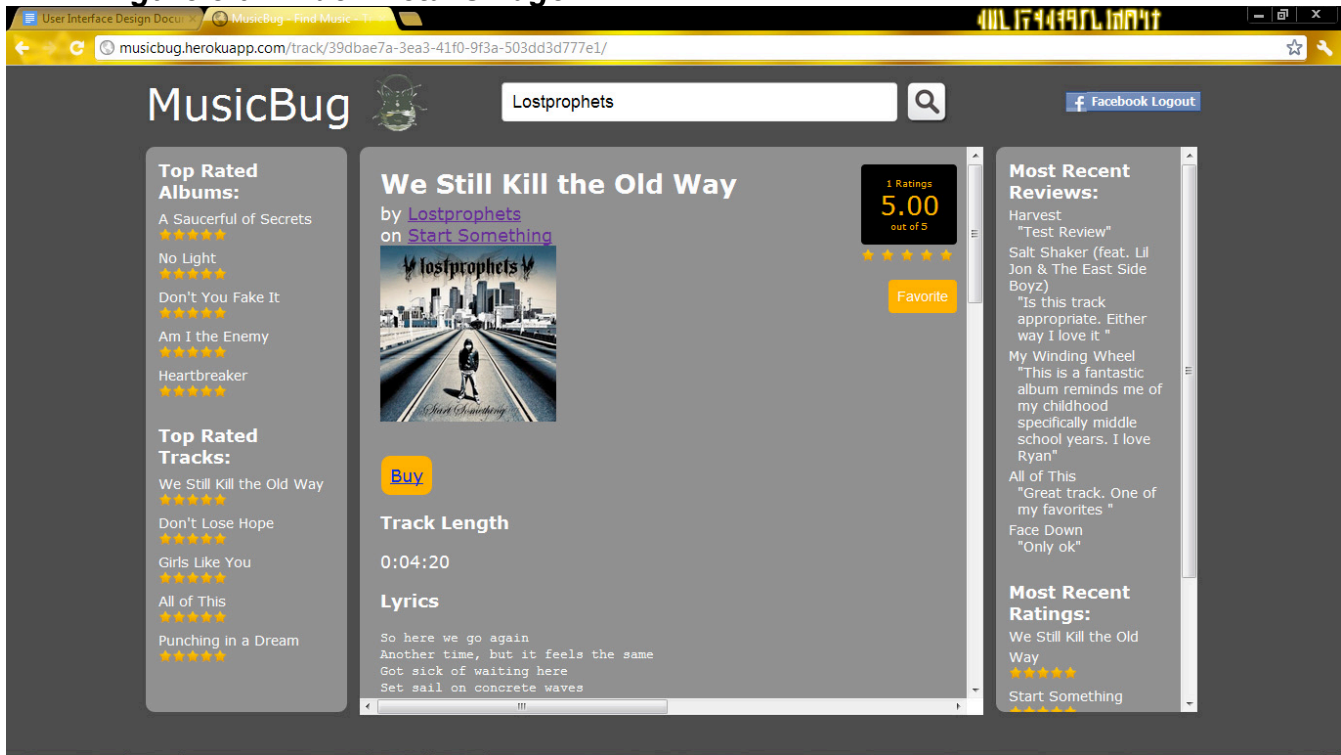 User Interface Design Docu
MusicBug - Find Music -
musicbug.herokuapp.com/track/39dbae7a-3ea3-41f0-9f3a-503dd3d777e1/
MusicBug
Lostprophets
Facebook Logout
Top Rated
Albums:
A Saucerful of Secrets
No Light
Don't You Fake It
Am I the Enemy
Heartbreaker
Top Rated
Tracks:
We Still Kill the Old Way
Don't Lose Hope
Girls Like You
All of This
Punching in a Dream
We Still Kill the Old Way
by Lostprophets
on Start Something
lostprophets
Start Something
1 Ratings
5.00
out of 5
Favorite
Buy
Track Length
0:04:20
Lyrics
So here we go again
Another time, but it feels the same
Got sick of waiting here
Set sail on concrete waves
Most Recent
Reviews:
Harvest
"Test Review"
Salt Shaker (feat. Lil
Jon & The East Side
Boyz)
"Is this track
appropriate. Either
way I love it "
My Winding Wheel
"This is a fantastic
album reminds me of
my childhood
specifically middle
school years. I love
Ryan"
All of This
"Great track. One of
my favorites "
Face Down
"Only ok"
Most Recent
Ratings:
We Still Kill the Old
Way
Start Something